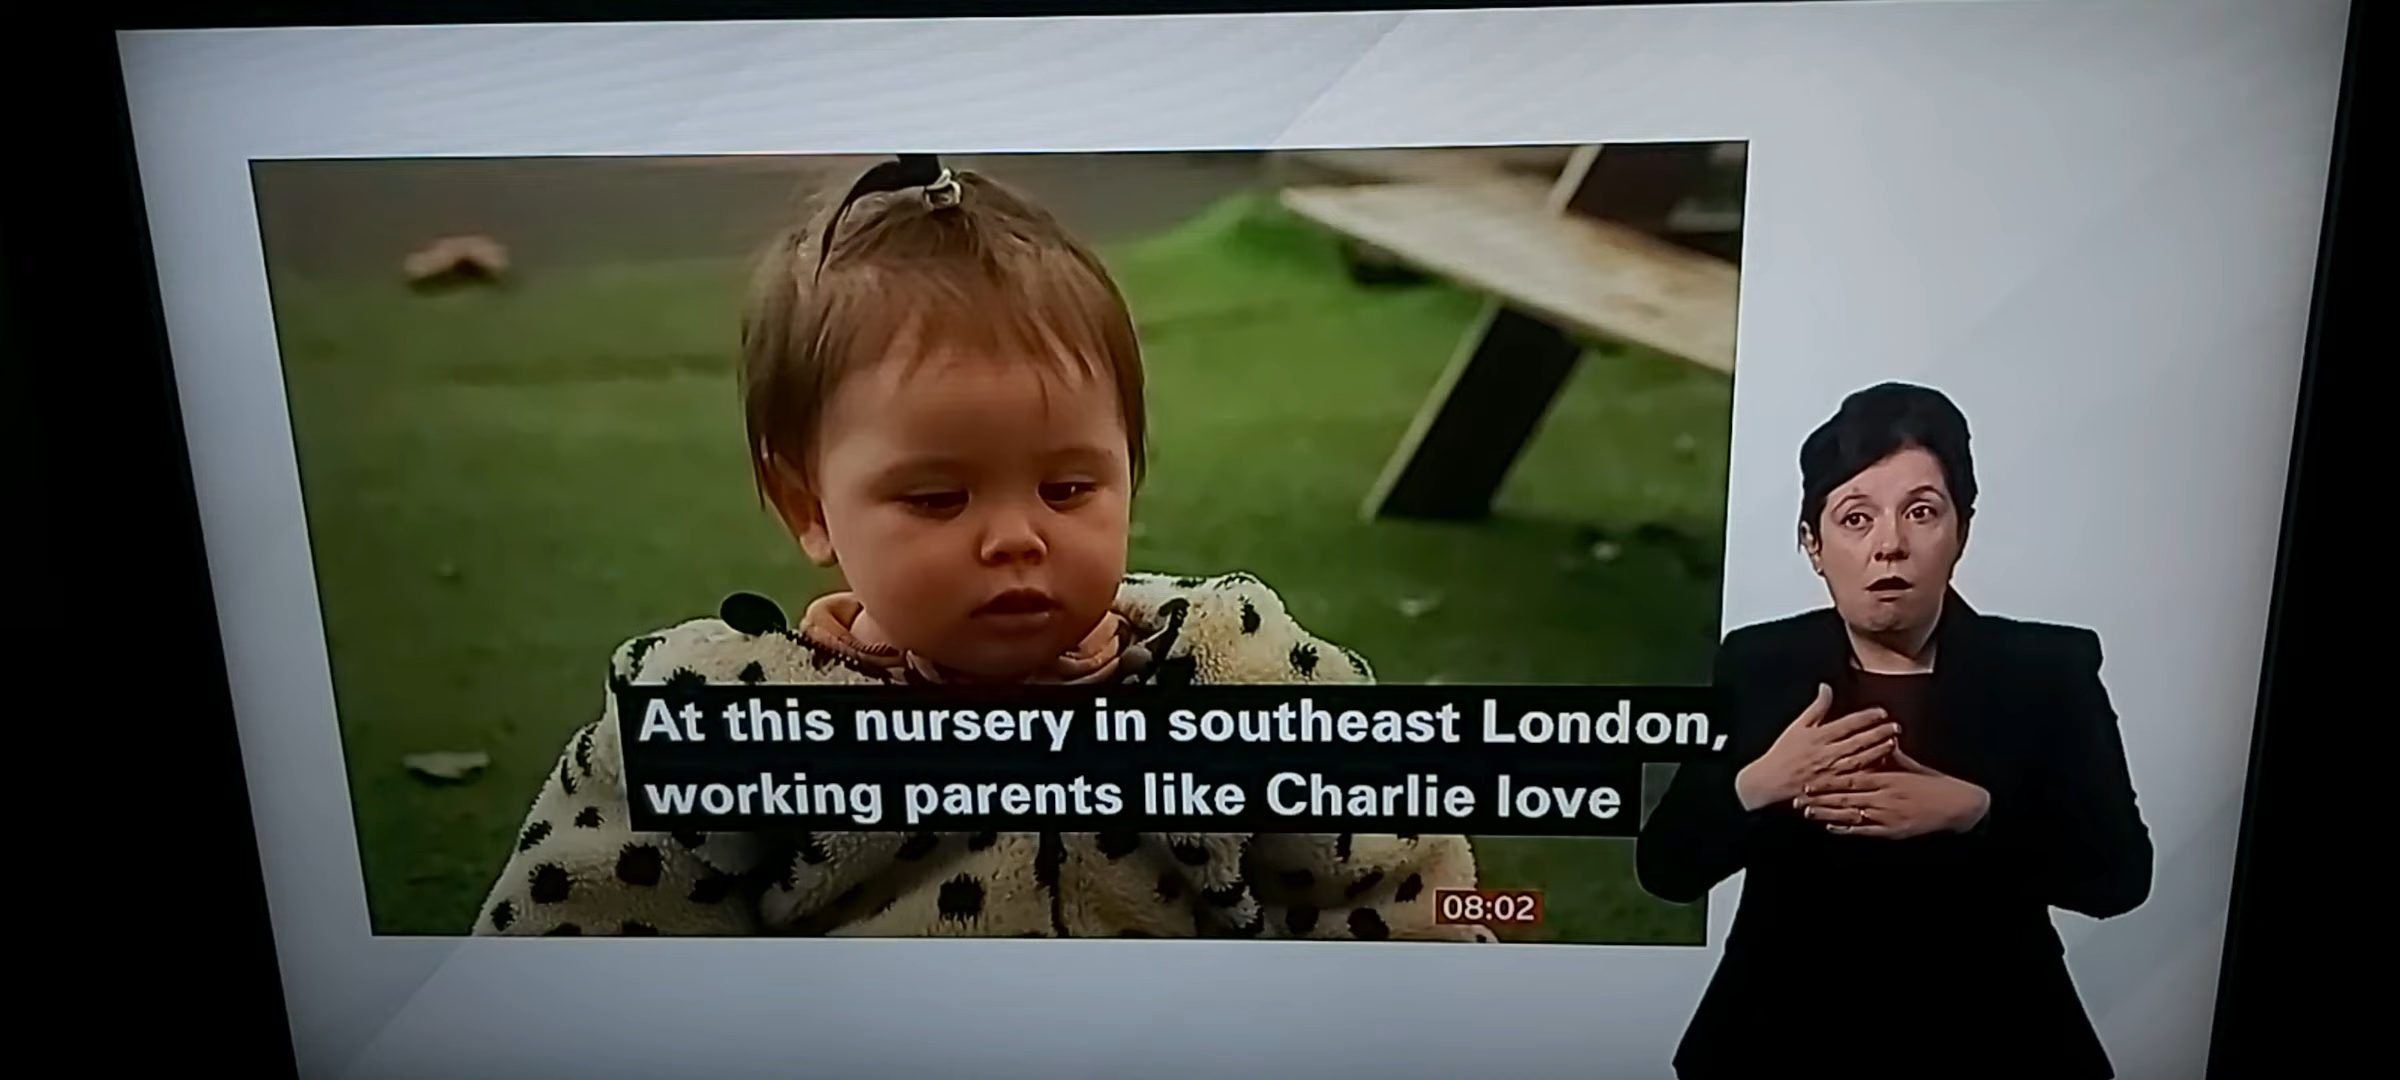 At this nursery in southeast London,
working parents like Charlie love
08:02